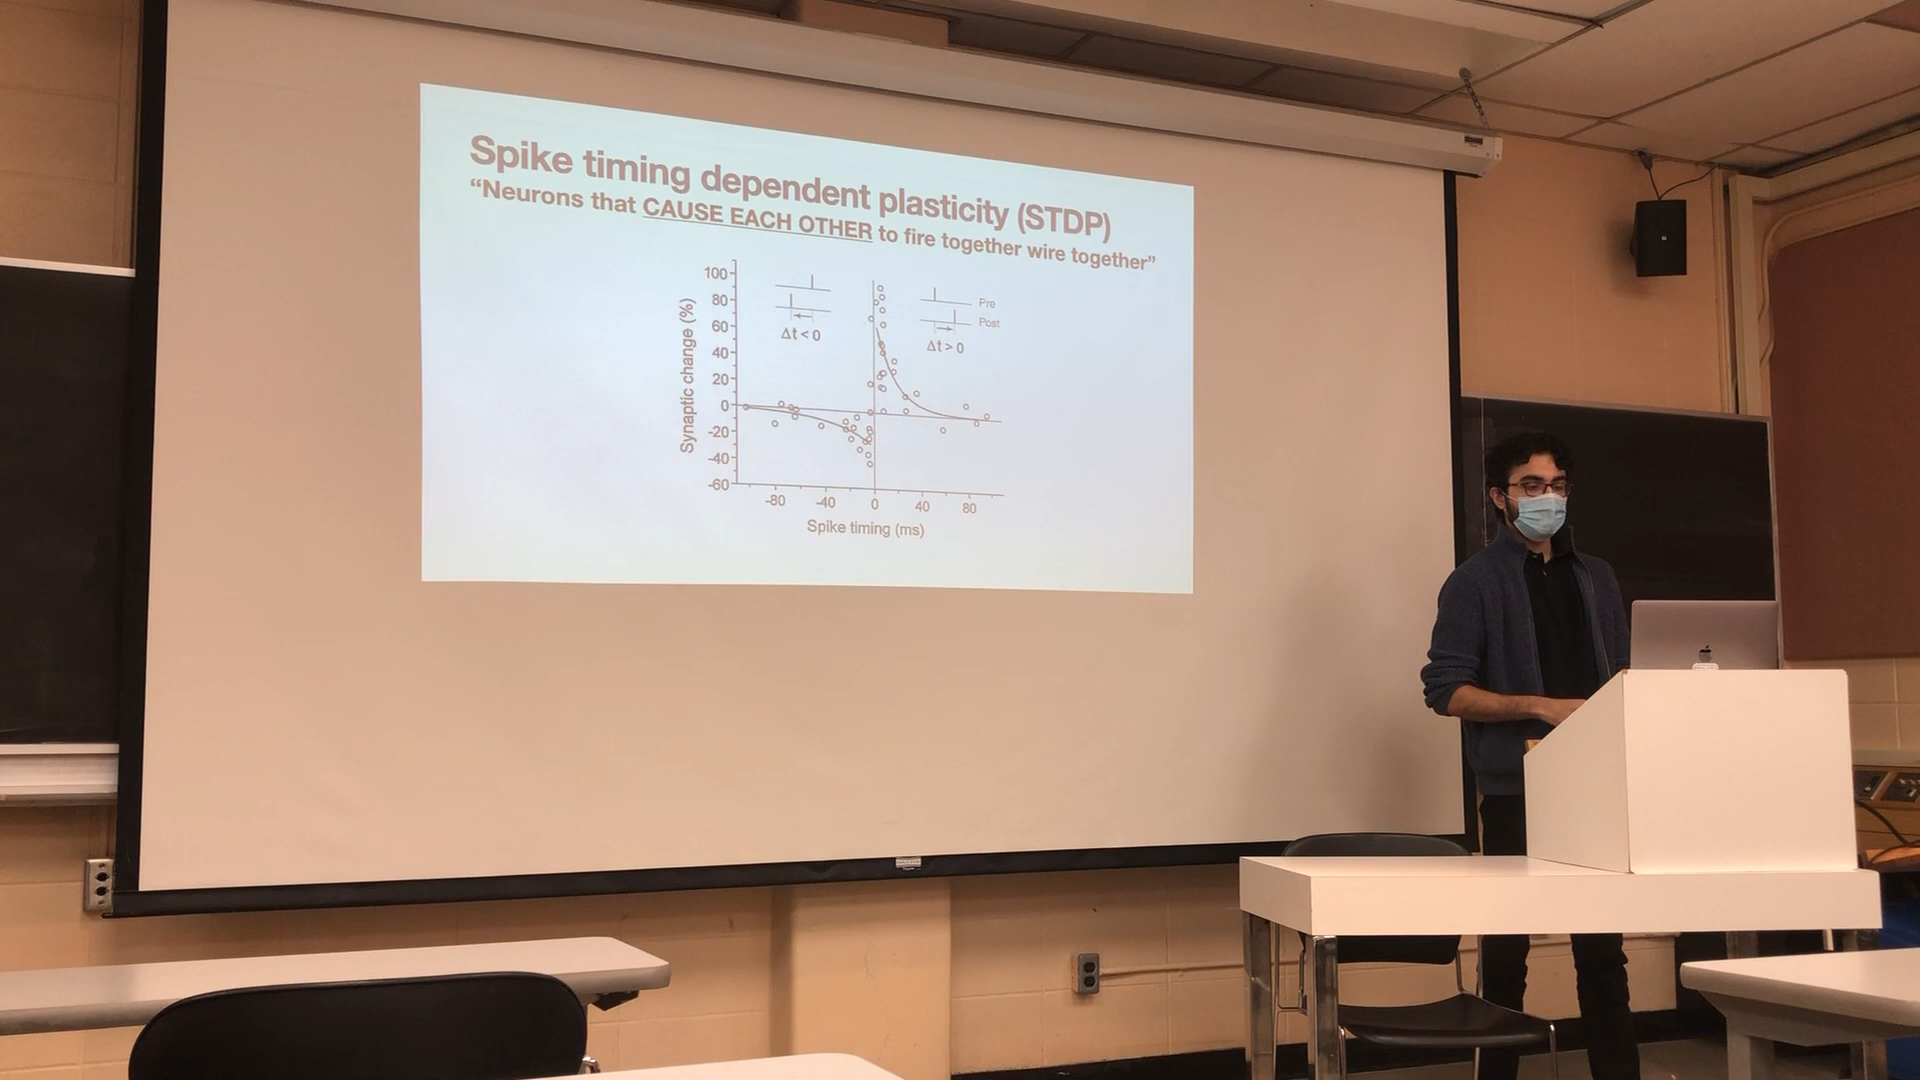 Spike timing dependent plasticity (STDP)
“Neurons that CAUSE EACH OTHER to fire together wire together”
Synaptic change (%)
100
80
60
40
20
0
-20
-40
-60
Δt < 0
Pre
Post
Δt > 0
-80
-40
0
40
80
Spike timing (ms)